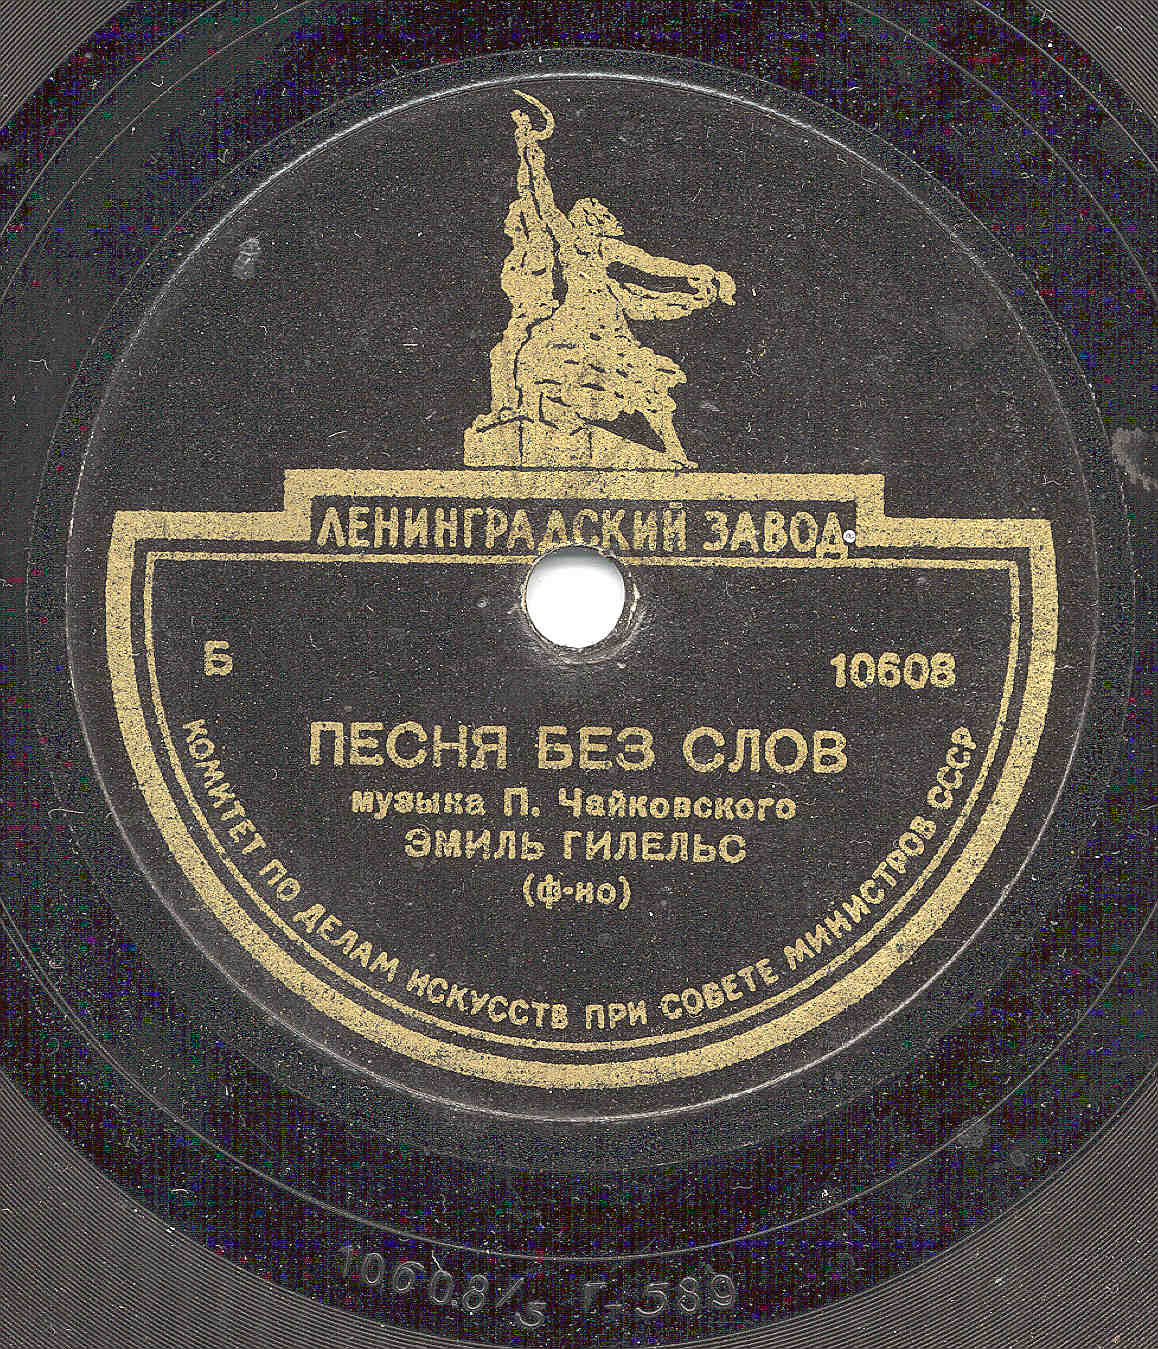 ЛЕНИНГРАДСКИЙ ЗАВОД
Б
10608
ПЕСНЯ БЕЗ СЛОВ
музыка П. Чайковского
ЭМИЛЬ ГИЛЕЛЬС
(ф-но)
КОМИТЕТ ПО ДЕЛАМ ИСКУССТВ ПРИ СОВЕТЕ МИНИСТРОВ СССР
10608/5 Г-589